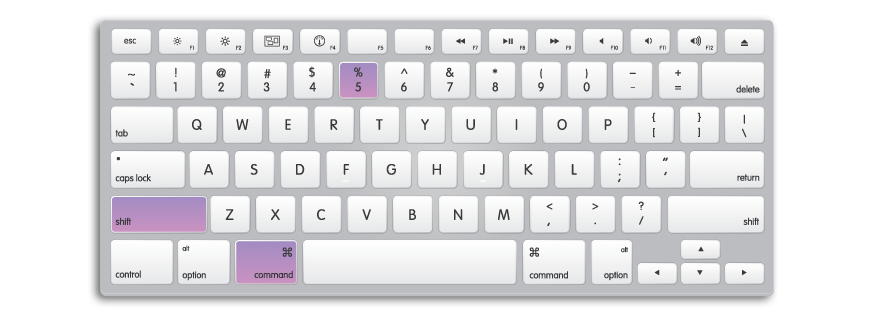 esc F1 F2 F3 F4 F5 F6 F7 F8 F9 F10 F11 F12
~ ! @ # $ % ^ & * ( ) – +
` 1 2 3 4 5 6 7 8 9 0 - = delete
tab Q W E R T Y U I O P { [ } ] | \
caps lock A S D F G H J K L : ; " ' return
shift Z X C V B N M < , > . ? / shift
alt ⌘ ⌘ alt
control option command command option